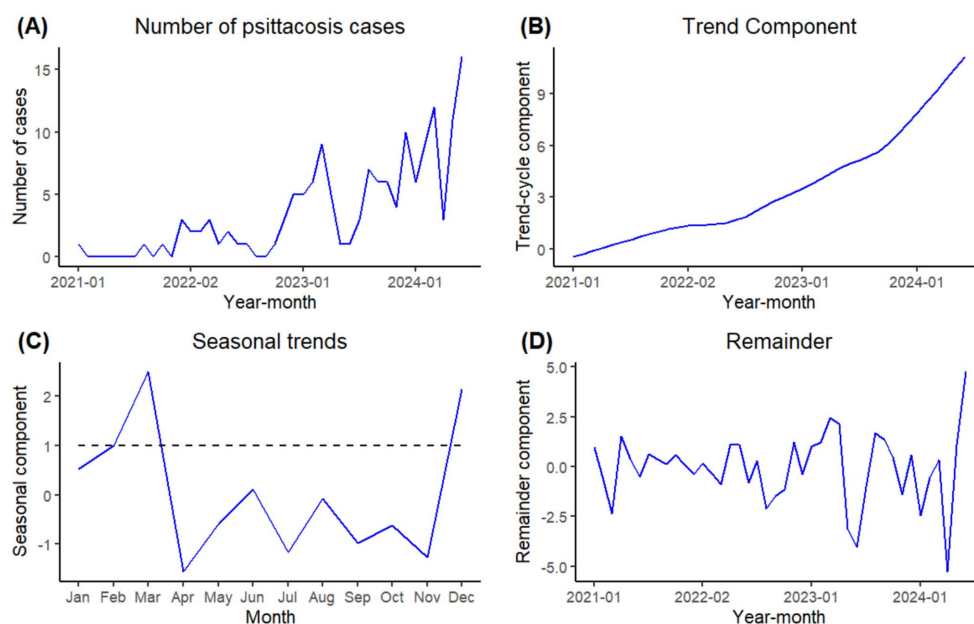 (A) Number of psittacosis cases
Number of cases
15
10
5
0
2021-01 2022-02 2023-01 2024-01
Year-month
(B) Trend Component
Trend-cycle component
9
6
3
0
2021-01 2022-02 2023-01 2024-01
Year-month
(C) Seasonal trends
Seasonal component
2
1
0
-1
Jan Feb Mar Apr May Jun Jul Aug Sep Oct Nov Dec
Month
(D) Remainder
Remainder component
5.0
2.5
0.0
-2.5
-5.0
2021-01 2022-02 2023-01 2024-01
Year-month